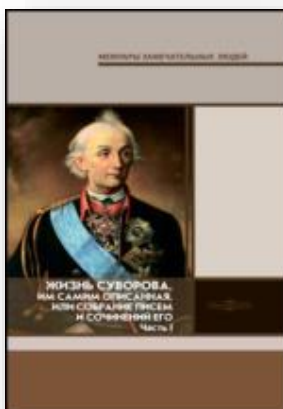 МЕМУАРЫ ЗАМЕЧАТЕЛЬНЫХ ЛЮДЕЙ
ЖИЗНЬ СУВОРОВА,
ИМ САМИМ ОПИСАННАЯ,
ИЛИ СОБРАНИЕ ПИСЕМ
И СОЧИНЕНИЙ ЕГО
Часть I